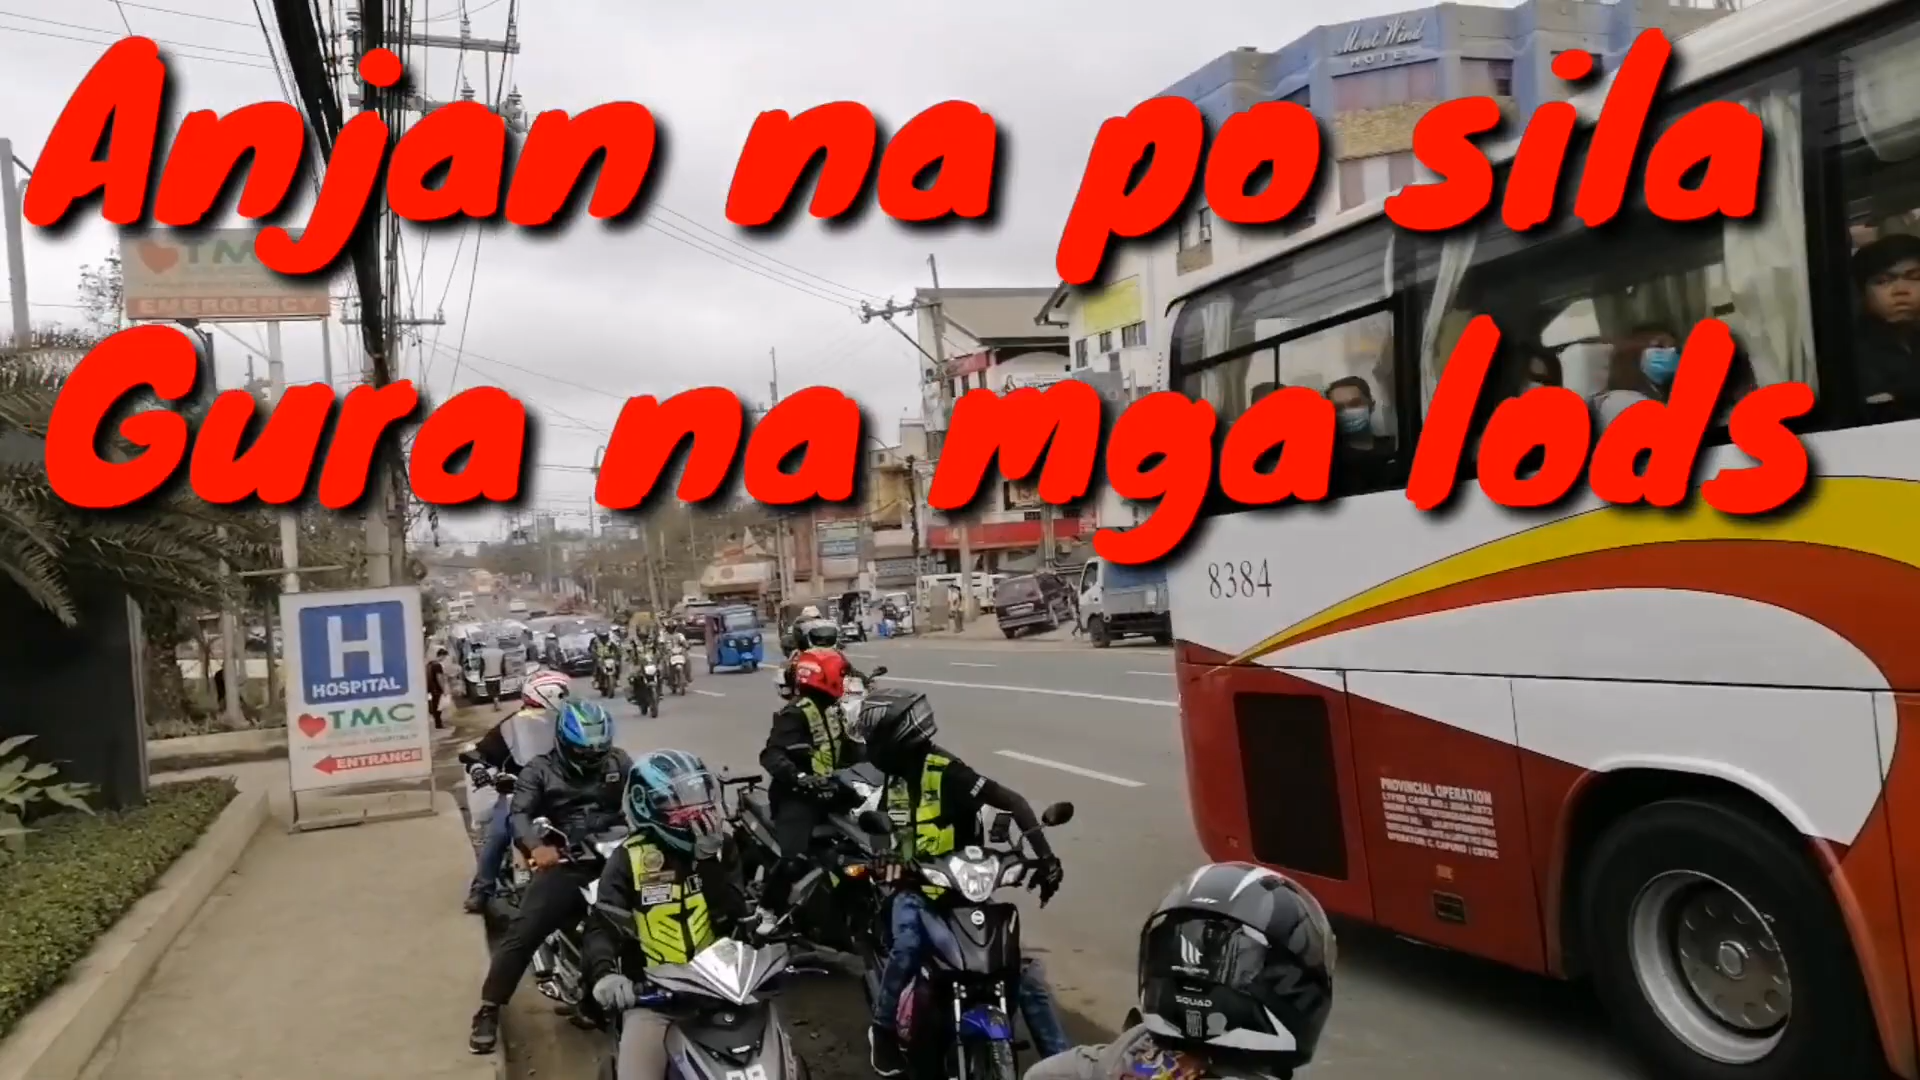 Anjan na po sila
Gura na mga lods
Mont Wind
HOTEL
TMC
EMERGENCY
H
HOSPITAL
TMC
ENTRANCE
8384
PROVINCIAL OPERATION
SQUAD